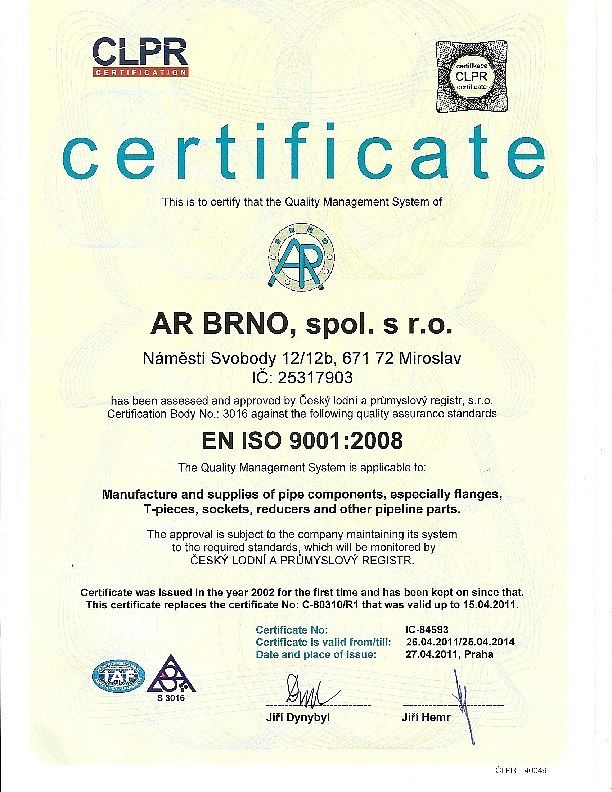 CLPR
CERTIFICATION
certifikace
CLPR
certificate
certificate
This is to certify that the Quality Management System of
BRNO
AR
AR BRNO, spol. s r.o.
Náměstí Svobody 12/12b, 671 72 Miroslav
IČ: 25317903
has been assessed and approved by Český lodní a průmyslový registr, s.r.o.
Certification Body No.: 3016 against the following quality assurance standards
EN ISO 9001:2008
The Quality Management System is applicable to:
Manufacture and supplies of pipe components, especially flanges,
T-pieces, sockets, reducers and other pipeline parts.
The approval is subject to the company maintaining its system
to the required standards, which will be monitored by
ČESKÝ LODNÍ A PRŮMYSLOVÝ REGISTR.
Certificate was issued in the year 2002 for the first time and has been kept on since that.
This certificate replaces the certificate No: C-80310/R1 that was valid up to 15.04.2011.
Certificate No: IC-84593
Certificate is valid from/till: 26.04.2011/25.04.2014
Date and place of issue: 27.04.2011, Praha
IAF
S 3016
Jiří Dynybyl Jiří Hemr